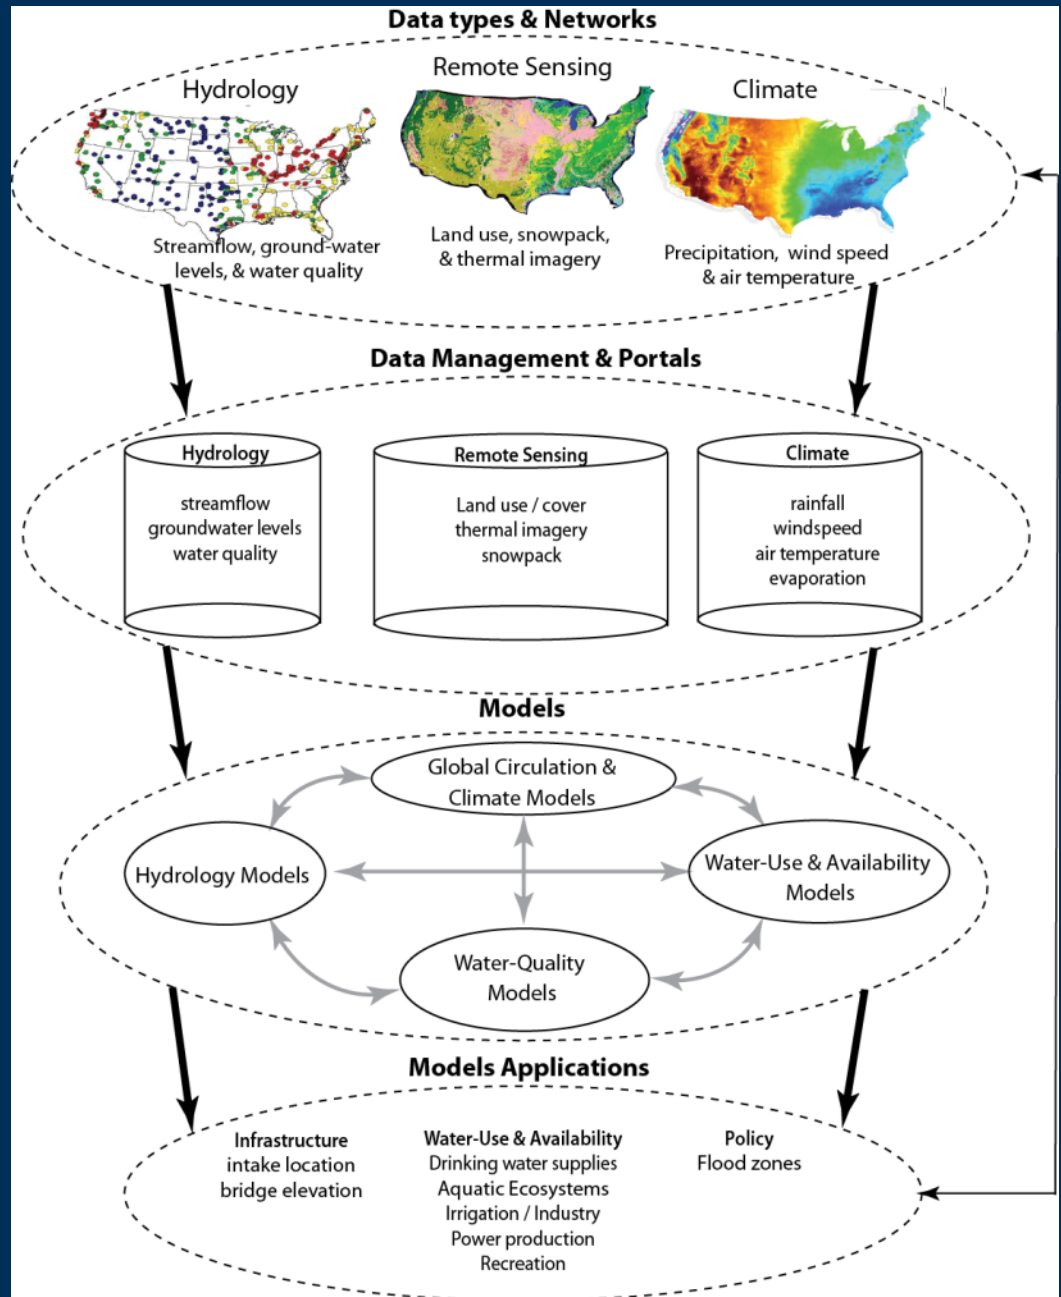 Data types & Networks
Hydrology
Remote Sensing
Climate
Streamflow, ground-water
levels, & water quality
Land use, snowpack,
& thermal imagery
Precipitation, wind speed
& air temperature
Data Management & Portals
Hydrology
streamflow
groundwater levels
water quality
Remote Sensing
Land use / cover
thermal imagery
snowpack
Climate
rainfall
windspeed
air temperature
evaporation
Models
Global Circulation &
Climate Models
Hydrology Models
Water-Use & Availability
Models
Water-Quality
Models
Models Applications
Infrastructure
intake location
bridge elevation
Water-Use & Availability
Drinking water supplies
Aquatic Ecosystems
Irrigation / Industry
Power production
Recreation
Policy
Flood zones